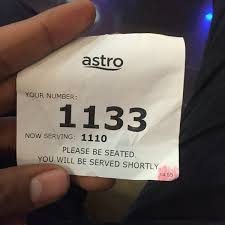 astro
YOUR NUMBER:
1133
NOW SERVING: 1110
PLEASE BE SEATED.
YOU WILL BE SERVED SHORTLY